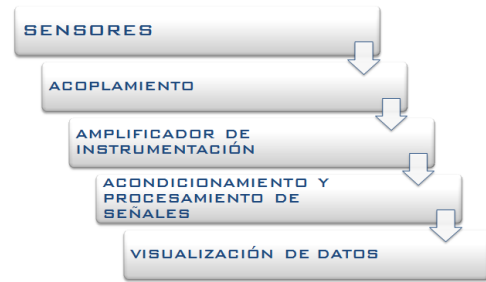 SENSORES
ACOPLAMIENTO
AMPLIFICADOR DE
INSTRUMENTACIÓN
ACONDICIONAMIENTO Y
PROCESAMIENTO DE
SEÑALES
VISUALIZACIÓN DE DATOS